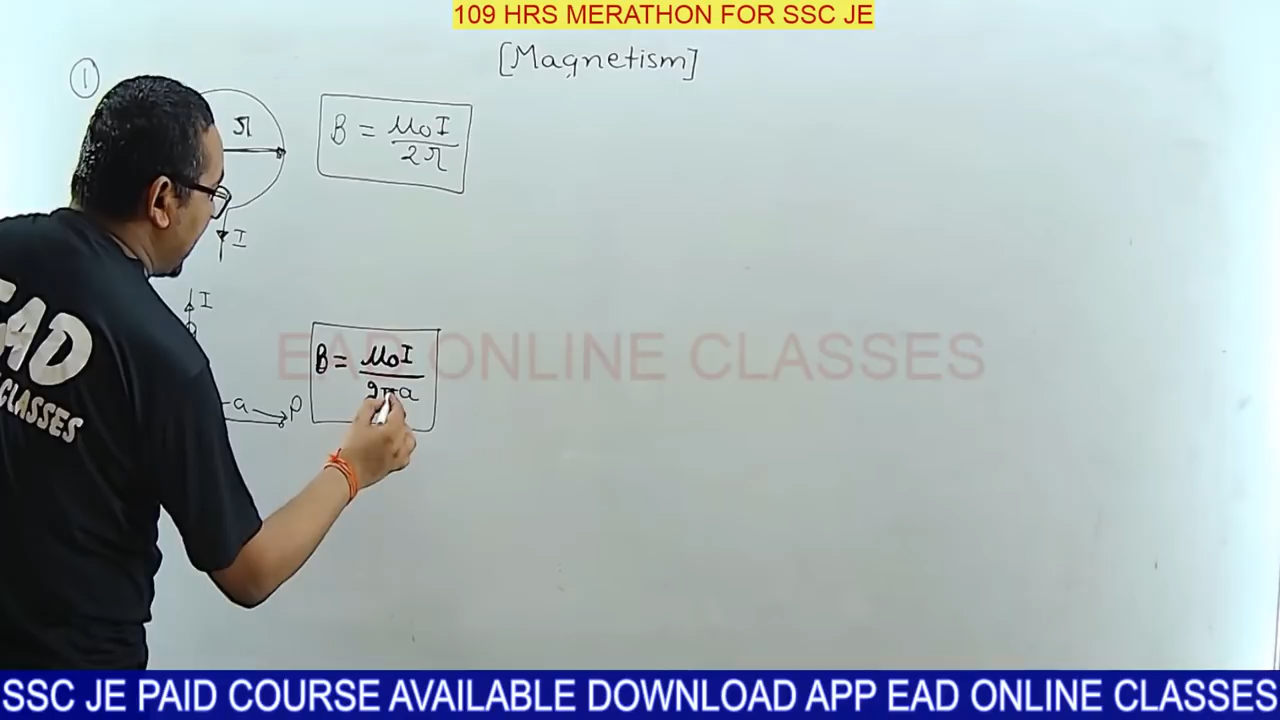 109 HRS MERATHON FOR SSC JE
[Magnetism]
1
r
B = μ₀I / 2r
I
I
EAD ONLINE CLASSES
B = μ₀I / 2πa
a
P
EAD
CLASSES
SSC JE PAID COURSE AVAILABLE DOWNLOAD APP EAD ONLINE CLASSES